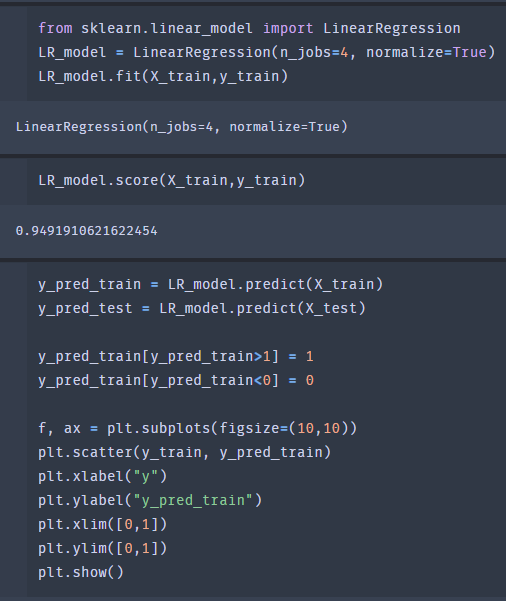 from sklearn.linear_model import LinearRegression
LR_model = LinearRegression(n_jobs=4, normalize=True)
LR_model.fit(X_train,y_train)
LinearRegression(n_jobs=4, normalize=True)
LR_model.score(X_train,y_train)
0.9491910621622454
y_pred_train = LR_model.predict(X_train)
y_pred_test = LR_model.predict(X_test)
y_pred_train[y_pred_train>1] = 1
y_pred_train[y_pred_train<0] = 0
f, ax = plt.subplots(figsize=(10,10))
plt.scatter(y_train, y_pred_train)
plt.xlabel("y")
plt.ylabel("y_pred_train")
plt.xlim([0,1])
plt.ylim([0,1])
plt.show()